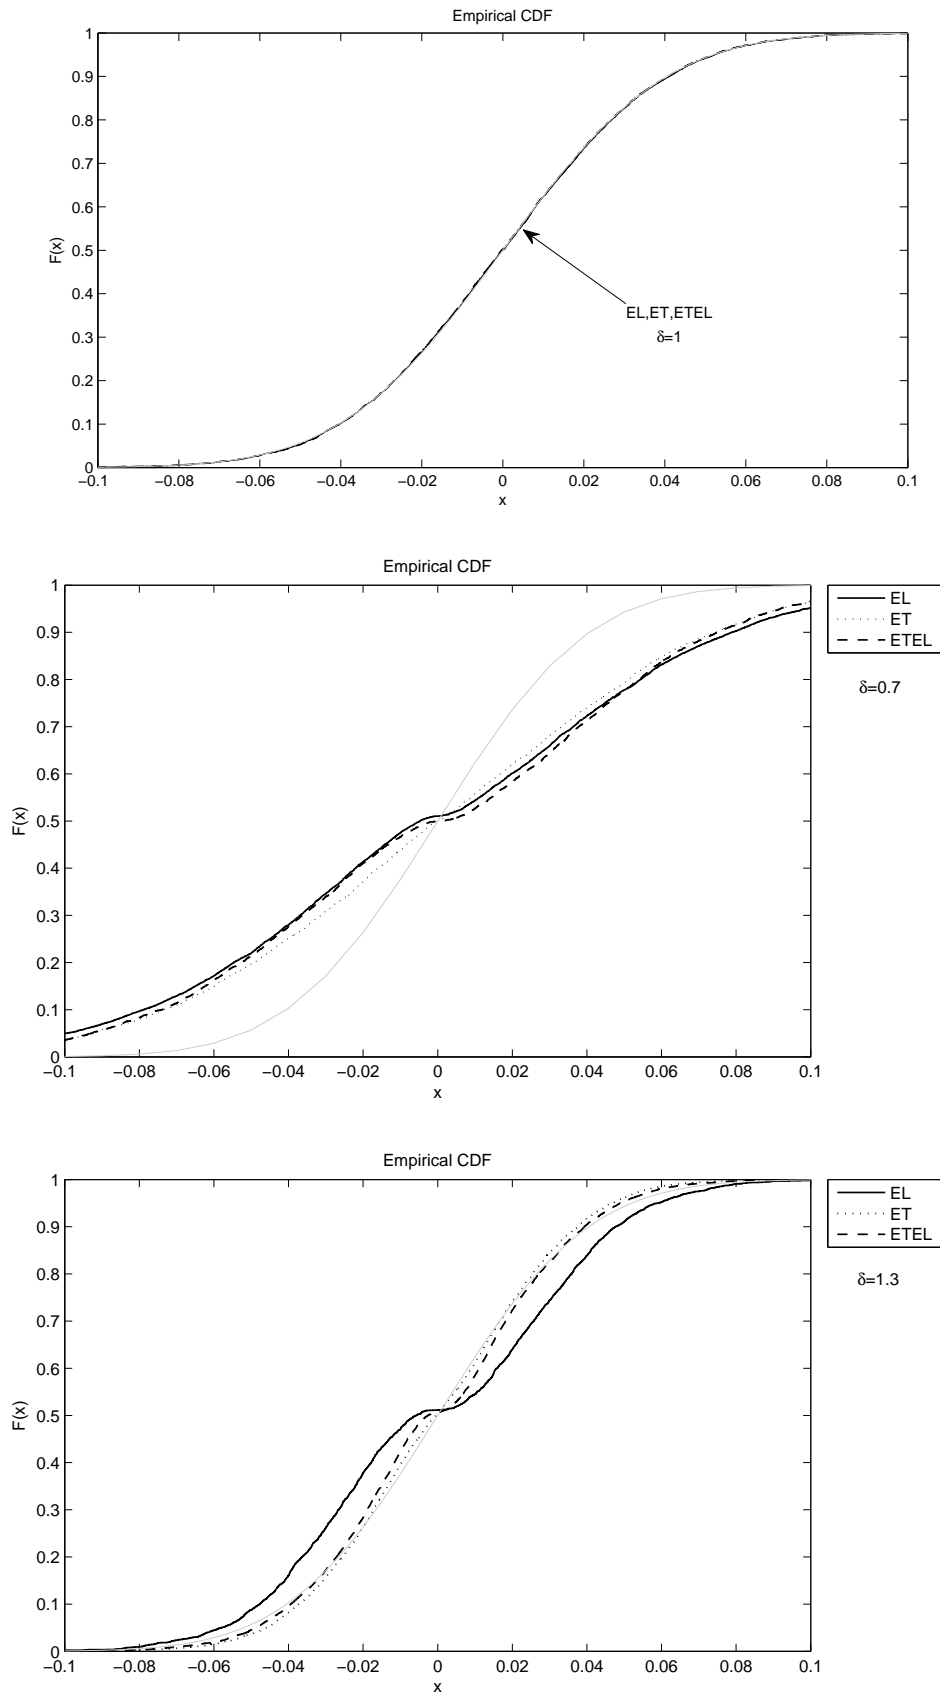 Empirical CDF
1
0.9
0.8
0.7
0.6
0.5
0.4
0.3
0.2
0.1
0
F(x)
EL,ET,ETEL
δ=1
−0.1 −0.08 −0.06 −0.04 −0.02 0 0.02 0.04 0.06 0.08 0.1
x
Empirical CDF
1
0.9
0.8
0.7
0.6
0.5
0.4
0.3
0.2
0.1
0
F(x)
EL
ET
ETEL
δ=0.7
−0.1 −0.08 −0.06 −0.04 −0.02 0 0.02 0.04 0.06 0.08 0.1
x
Empirical CDF
1
0.9
0.8
0.7
0.6
0.5
0.4
0.3
0.2
0.1
0
F(x)
EL
ET
ETEL
δ=1.3
−0.1 −0.08 −0.06 −0.04 −0.02 0 0.02 0.04 0.06 0.08 0.1
x